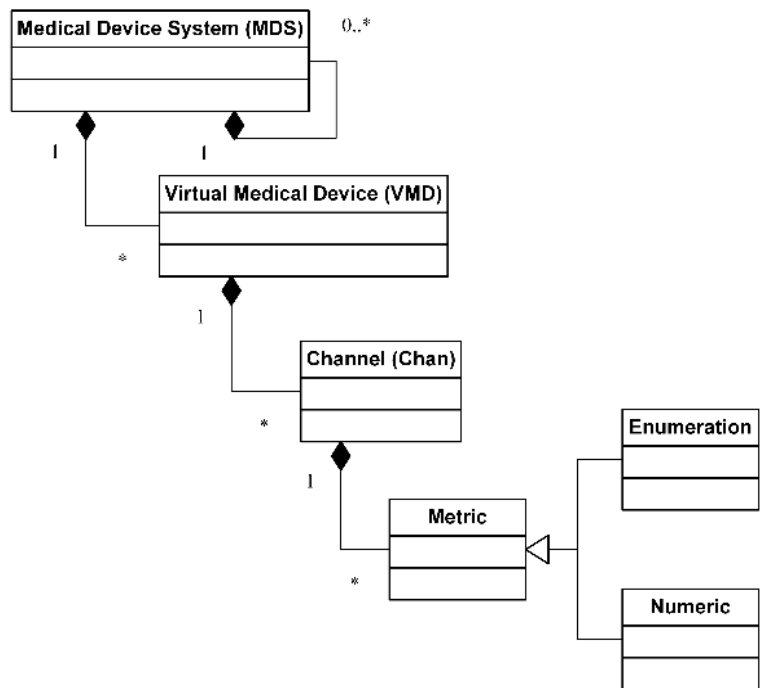 Medical Device System (MDS)
0..*
1
1
Virtual Medical Device (VMD)
*
1
Channel (Chan)
*
1
Enumeration
Metric
*
Numeric